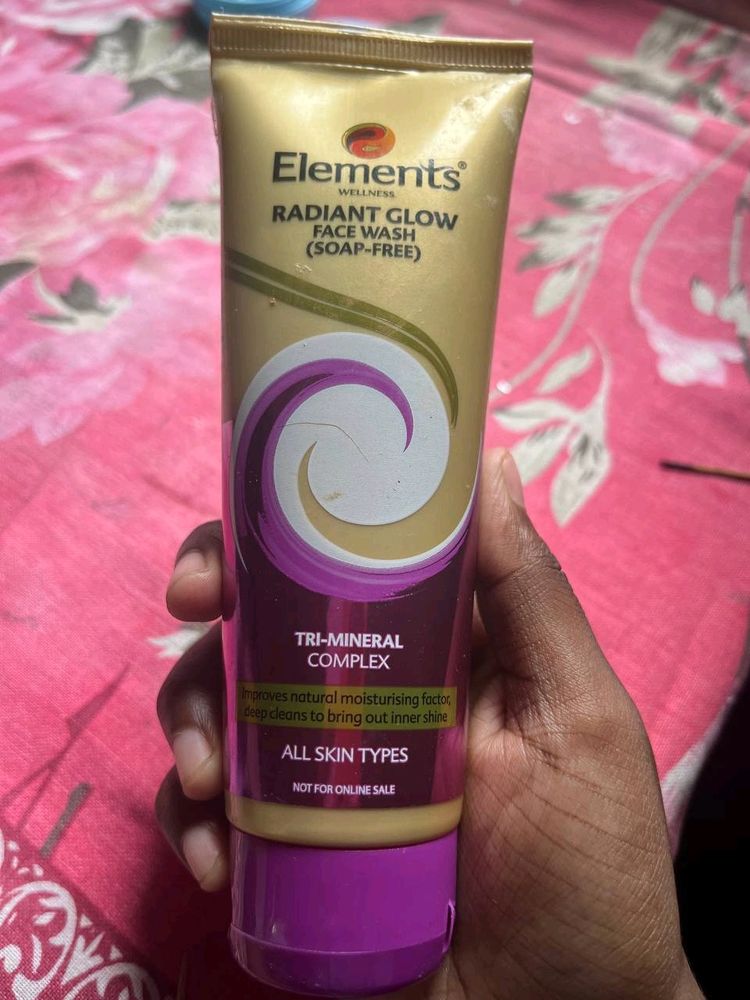 Elements®
WELLNESS
RADIANT GLOW
FACE WASH
(SOAP-FREE)
TRI-MINERAL
COMPLEX
Improves natural moisturising factor,
deep cleans to bring out inner shine
ALL SKIN TYPES
NOT FOR ONLINE SALE